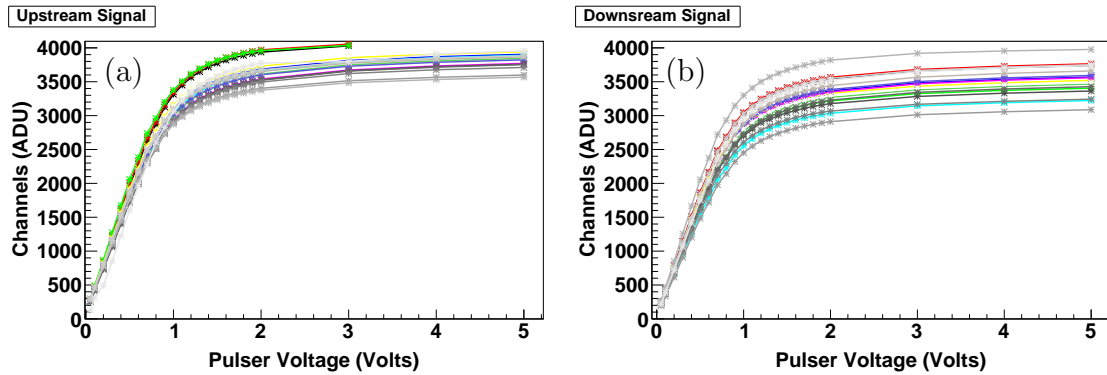 Upstream Signal
(a)
Channels (ADU)
4000
3500
3000
2500
2000
1500
1000
500
0
0 1 2 3 4 5
Pulser Voltage (Volts)
Downsream Signal
(b)
Channels (ADU)
4000
3500
3000
2500
2000
1500
1000
500
0
0 1 2 3 4 5
Pulser Voltage (Volts)